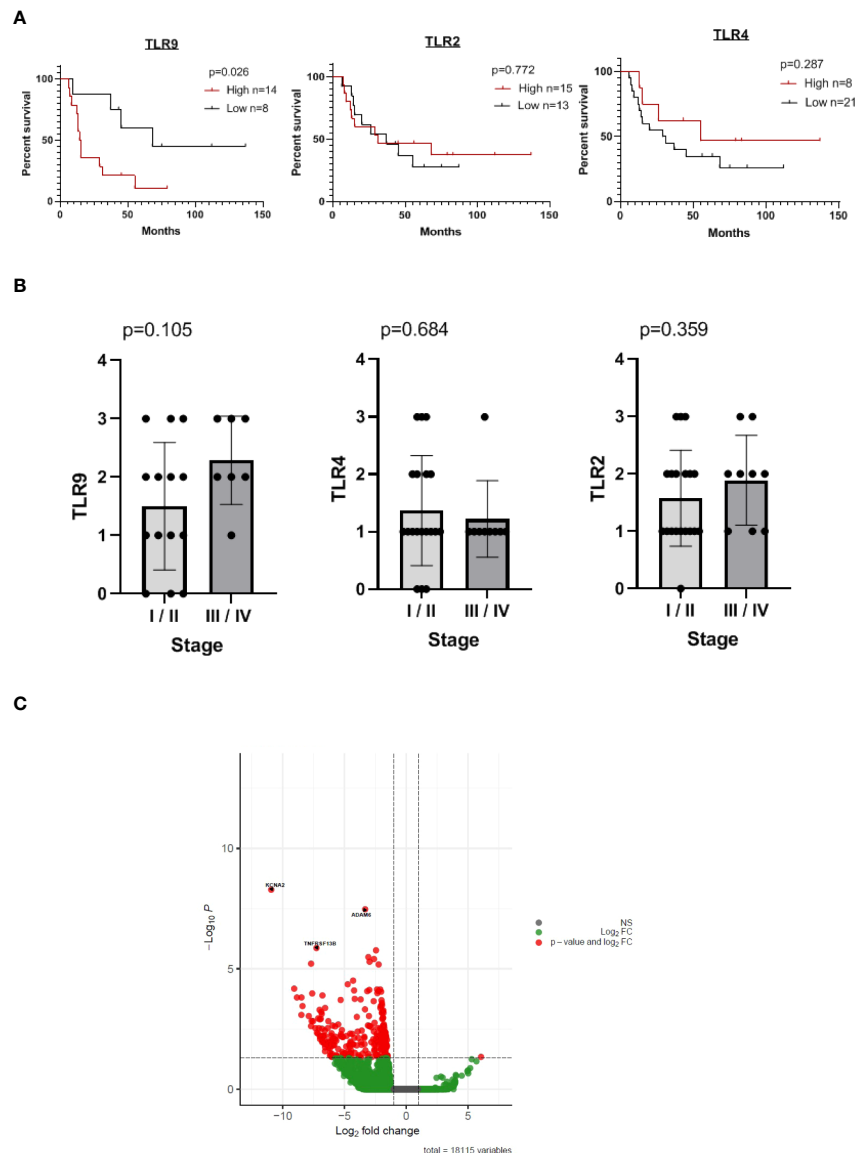 A
TLR9
p=0.026
High n=14
Low n=8
Percent survival
100
50
0
0 50 100 150
Months
TLR2
p=0.772
High n=15
Low n=13
Percent survival
100
50
0
0 50 100 150
Months
TLR4
p=0.287
High n=8
Low n=21
Percent survival
100
50
0
0 50 100 150
Months
B
p=0.105
TLR9
4
3
2
1
0
I / II III / IV
Stage
p=0.684
TLR4
4
3
2
1
0
I / II III / IV
Stage
p=0.359
TLR2
4
3
2
1
0
I / II III / IV
Stage
C
−Log10 P
10
5
0
KCNA2
ADAM6
TNFRSF13B
NS
Log2 FC
p − value and log2 FC
−10 −5 0 5
Log2 fold change
total = 18115 variables